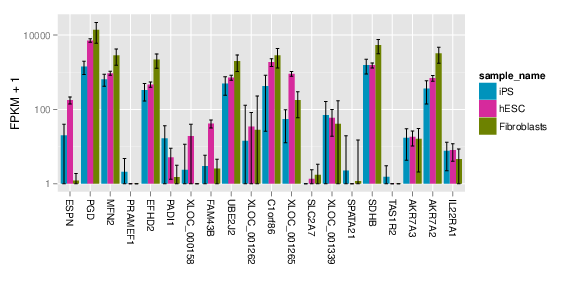 FPKM + 1
10000
100
1
ESPN
PGD
MFN2
PRAMEF1
EFHD2
PADI1
XLOC_000158
FAM43B
UBE2J2
XLOC_001262
C1orf86
XLOC_001265
SLC2A7
XLOC_001339
SPATA21
SDHB
TAS1R2
AKR7A3
AKR7A2
IL22RA1
sample_name
iPS
hESC
Fibroblasts